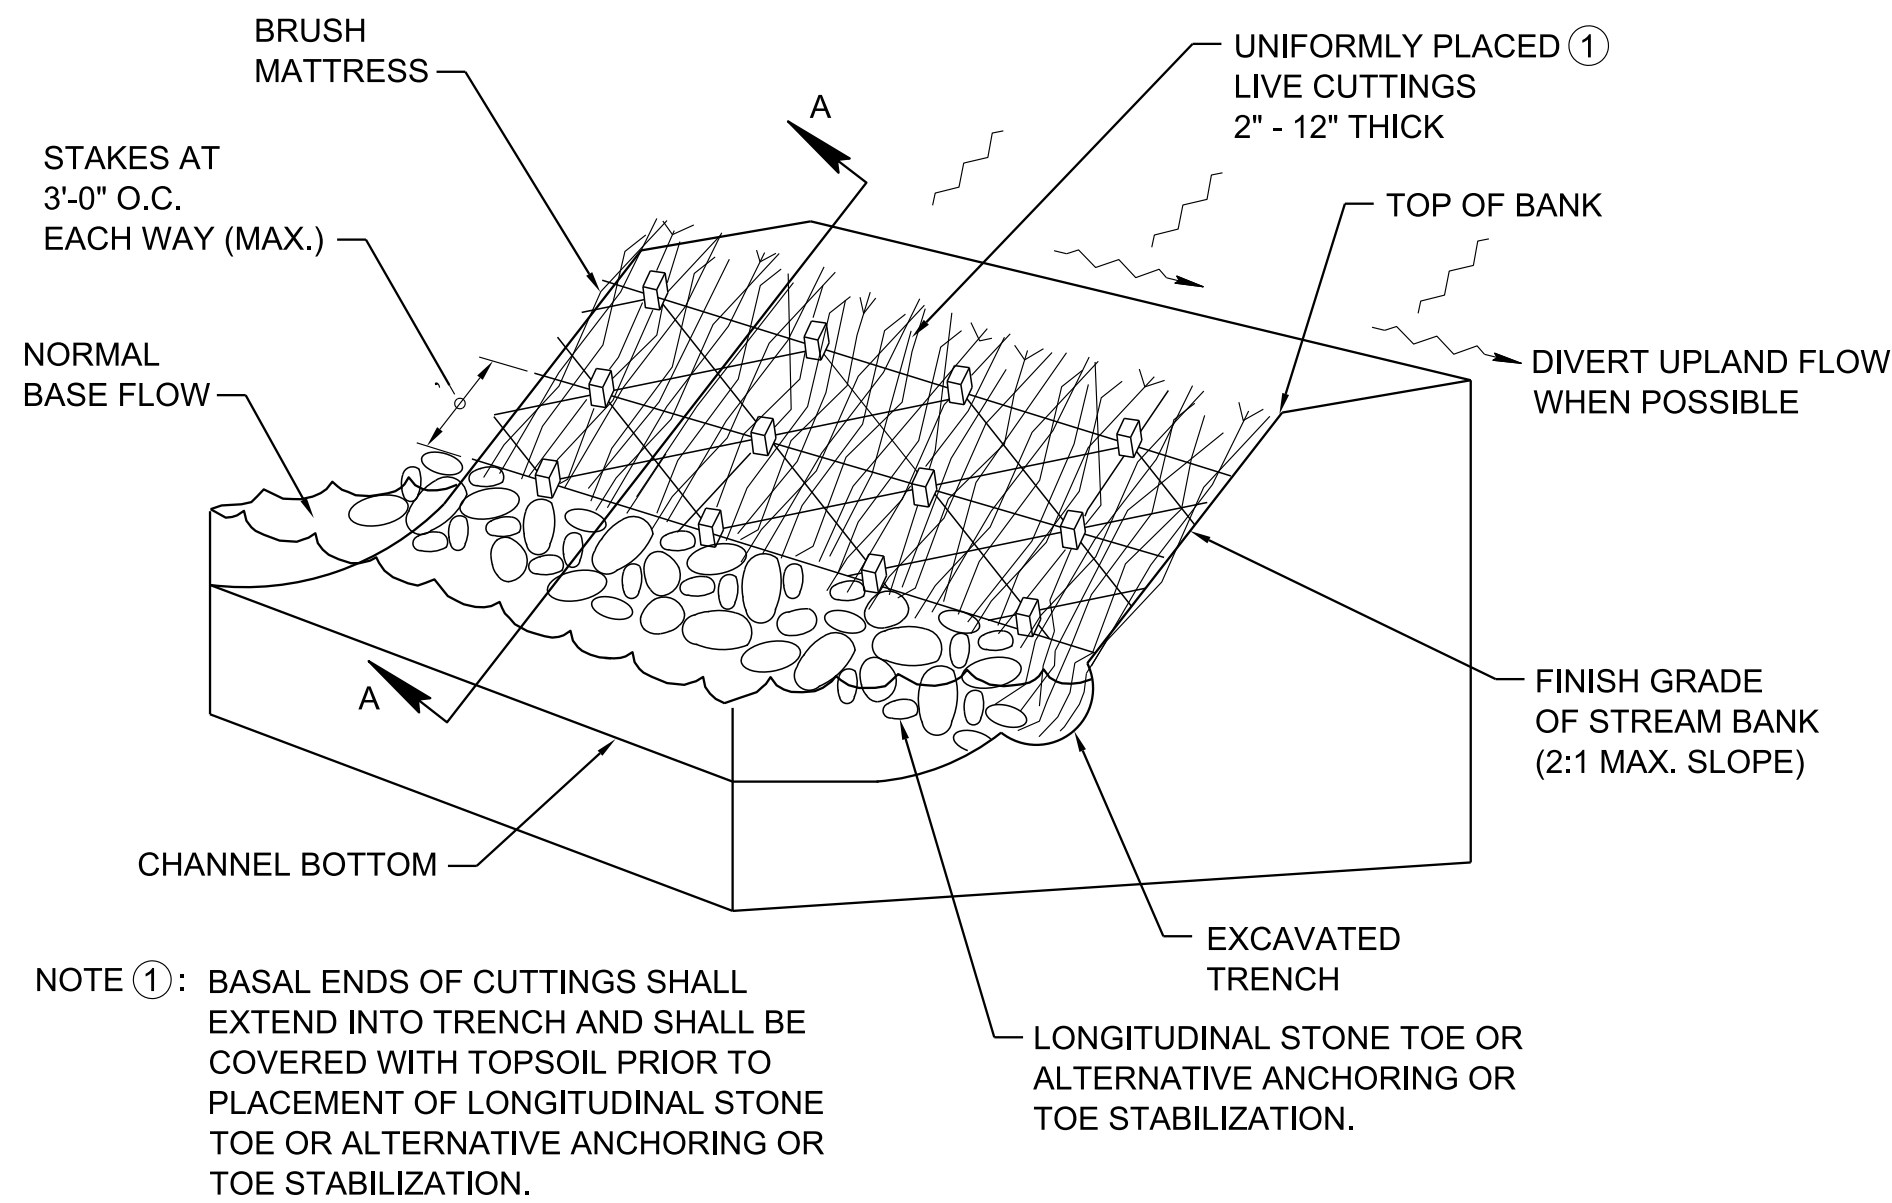 BRUSH
MATTRESS
UNIFORMLY PLACED ①
LIVE CUTTINGS
2" - 12" THICK
A
STAKES AT
3'-0" O.C.
EACH WAY (MAX.)
TOP OF BANK
NORMAL
BASE FLOW
DIVERT UPLAND FLOW
WHEN POSSIBLE
A
FINISH GRADE
OF STREAM BANK
(2:1 MAX. SLOPE)
CHANNEL BOTTOM
EXCAVATED
TRENCH
LONGITUDINAL STONE TOE OR
ALTERNATIVE ANCHORING OR
TOE STABILIZATION.
NOTE ①: BASAL ENDS OF CUTTINGS SHALL
EXTEND INTO TRENCH AND SHALL BE
COVERED WITH TOPSOIL PRIOR TO
PLACEMENT OF LONGITUDINAL STONE
TOE OR ALTERNATIVE ANCHORING OR
TOE STABILIZATION.